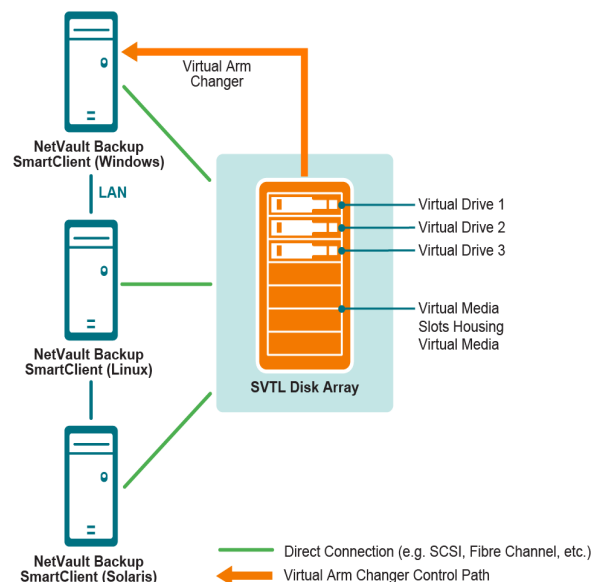 Virtual Arm
Changer
NetVault Backup
SmartClient (Windows)
LAN
Virtual Drive 1
Virtual Drive 2
Virtual Drive 3
Virtual Media
Slots Housing
Virtual Media
NetVault Backup
SmartClient (Linux)
SVTL Disk Array
NetVault Backup
SmartClient (Solaris)
Direct Connection (e.g. SCSI, Fibre Channel, etc.)
Virtual Arm Changer Control Path